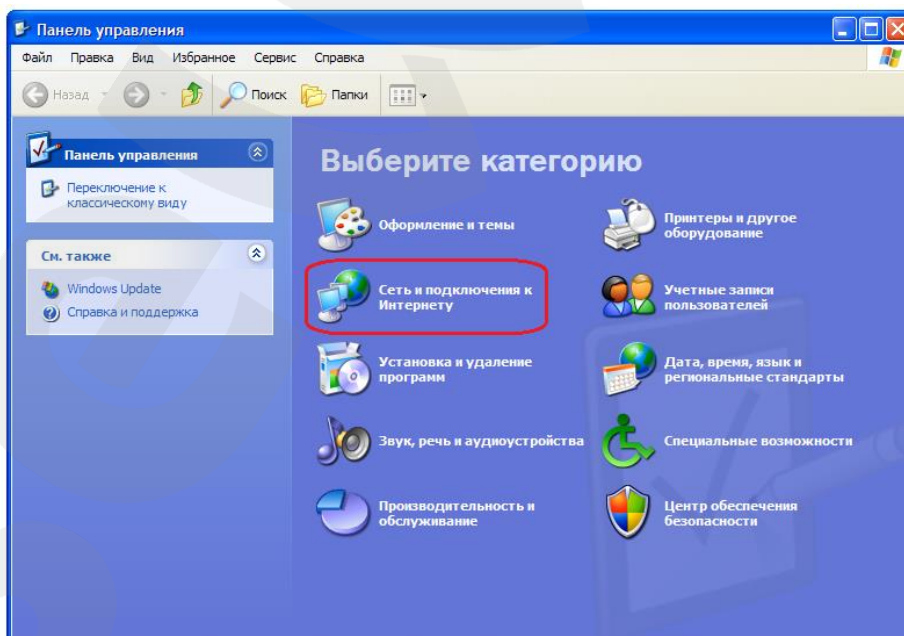 Панель управления
Файл Правка Вид Избранное Сервис Справка
Назад Поиск Папки
Панель управления
Переключение к
классическому виду
См. также
Windows Update
Справка и поддержка
Выберите категорию
Оформление и темы
Принтеры и другое
оборудование
Сеть и подключения к
Интернету
Учетные записи
пользователей
Установка и удаление
программ
Дата, время, язык и
региональные стандарты
Звук, речь и аудиоустройства
Специальные возможности
Производительность и
обслуживание
Центр обеспечения
безопасности